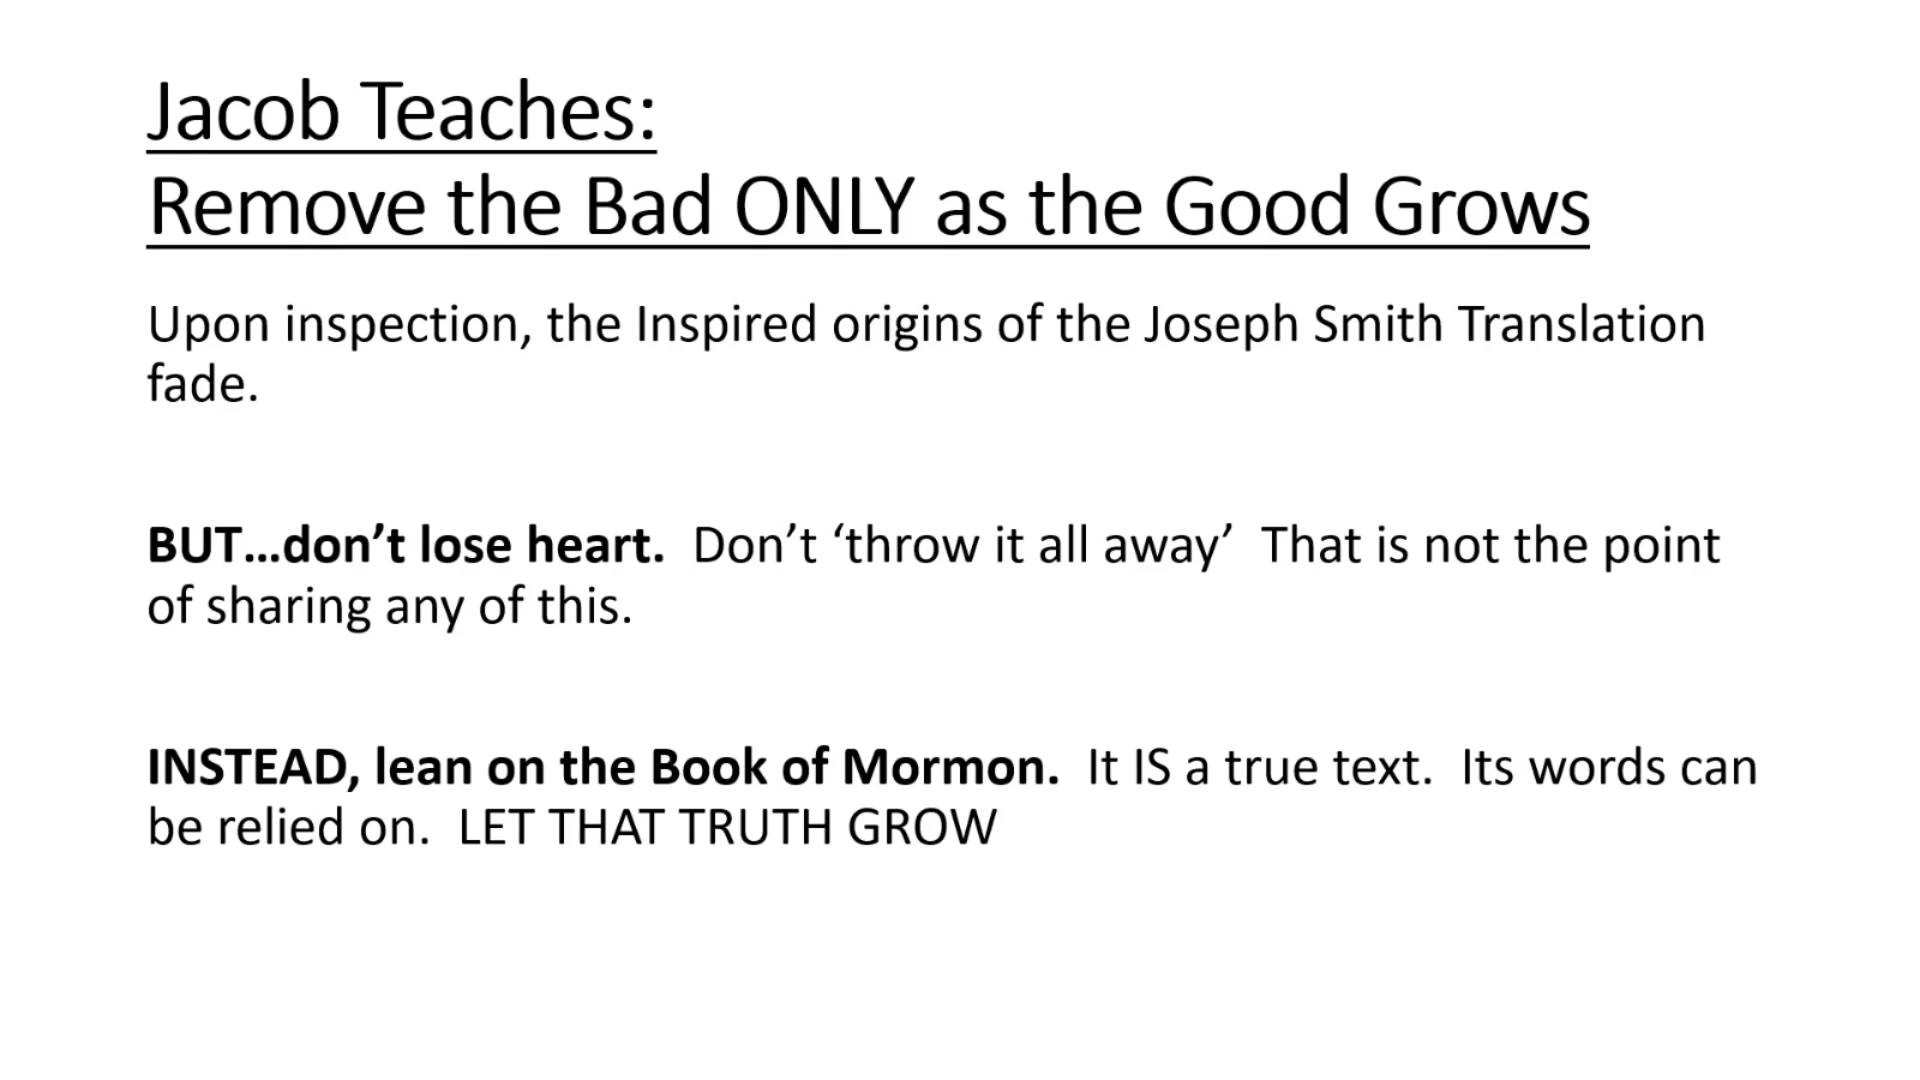 Jacob Teaches:
Remove the Bad ONLY as the Good Grows
Upon inspection, the Inspired origins of the Joseph Smith Translation
fade.
BUT…don’t lose heart.  Don’t ‘throw it all away’  That is not the point
of sharing any of this.
INSTEAD, lean on the Book of Mormon.  It IS a true text.  Its words can
be relied on.  LET THAT TRUTH GROW